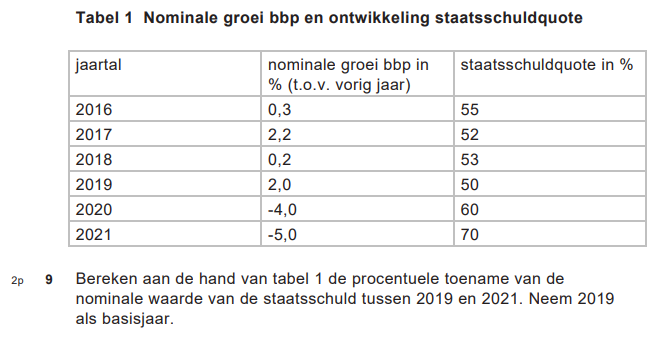 Tabel 1 Nominale groei bbp en ontwikkeling staatsschuldquote
jaartal nominale groei bbp in % (t.o.v. vorig jaar) staatsschuldquote in %
2016 0,3 55
2017 2,2 52
2018 0,2 53
2019 2,0 50
2020 -4,0 60
2021 -5,0 70
2p 9 Bereken aan de hand van tabel 1 de procentuele toename van de
nominale waarde van de staatsschuld tussen 2019 en 2021. Neem 2019
als basisjaar.